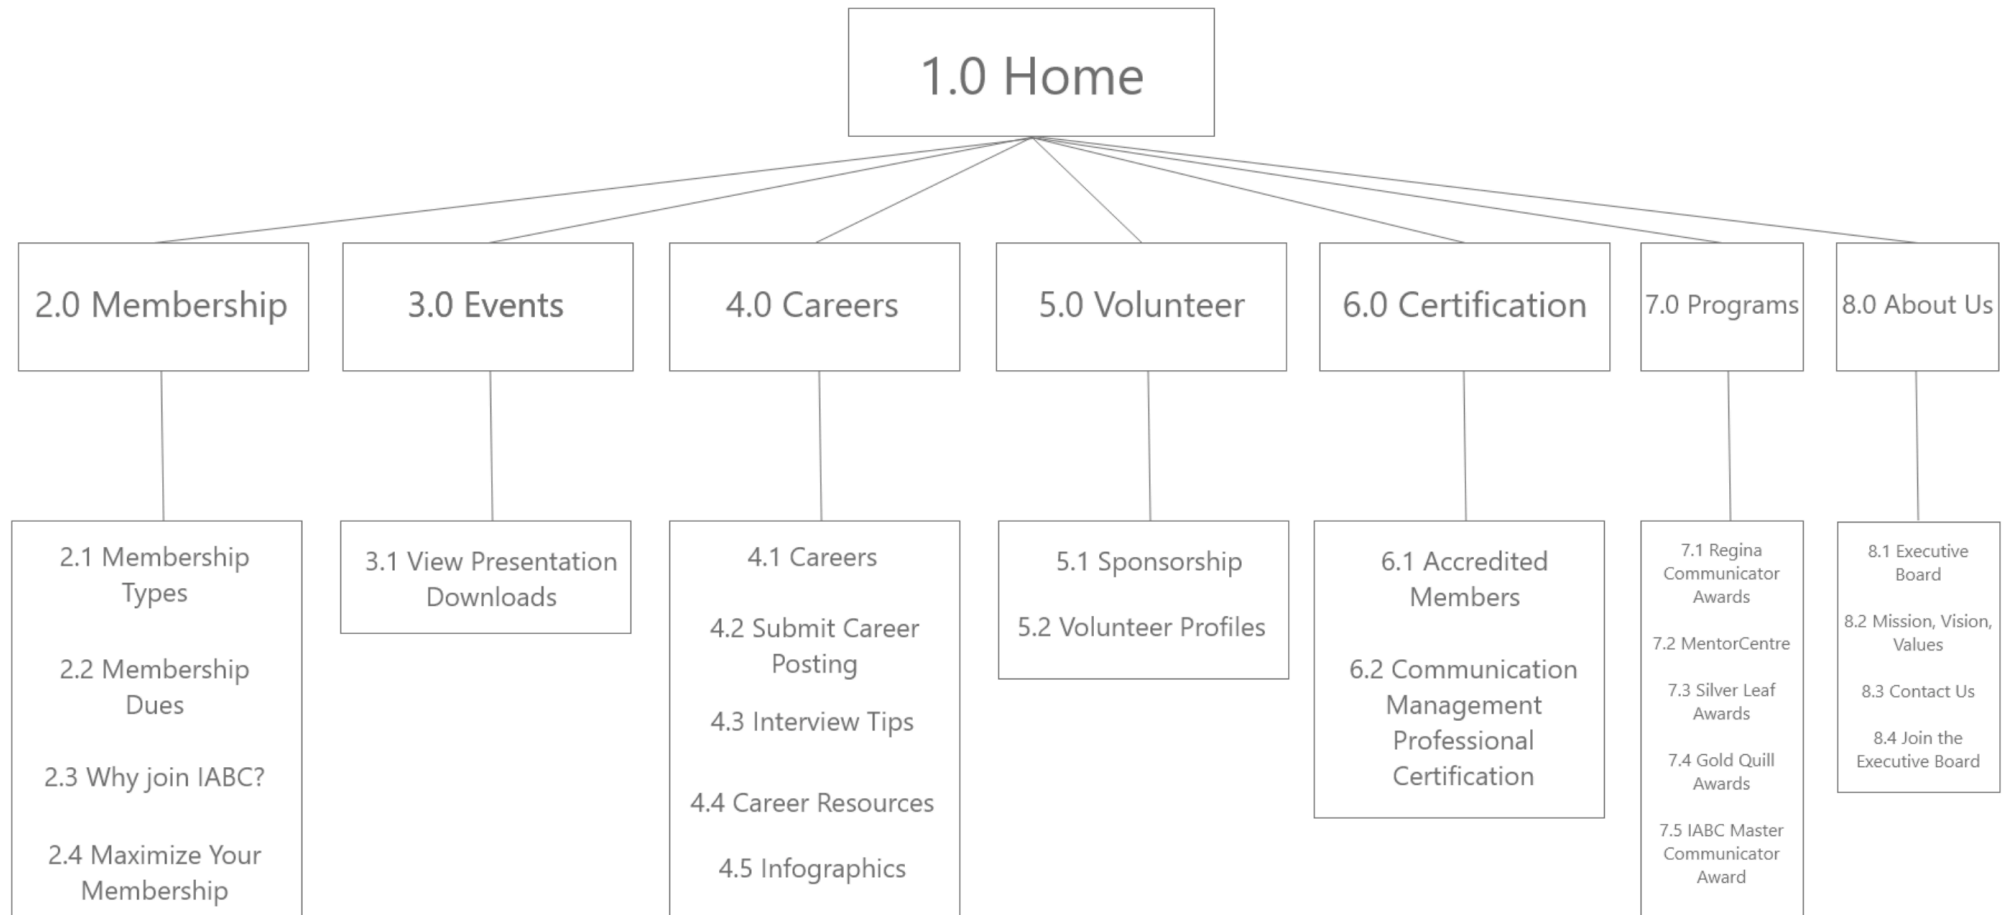 1.0 Home
2.0 Membership
3.0 Events
4.0 Careers
5.0 Volunteer
6.0 Certification
7.0 Programs
8.0 About Us
2.1 Membership
Types
2.2 Membership
Dues
2.3 Why join IABC?
2.4 Maximize Your
Membership
3.1 View Presentation
Downloads
4.1 Careers
4.2 Submit Career
Posting
4.3 Interview Tips
4.4 Career Resources
4.5 Infographics
5.1 Sponsorship
5.2 Volunteer Profiles
6.1 Accredited
Members
6.2 Communication
Management
Professional
Certification
7.1 Regina
Communicator
Awards
7.2 MentorCentre
7.3 Silver Leaf
Awards
7.4 Gold Quill
Awards
7.5 IABC Master
Communicator
Award
8.1 Executive
Board
8.2 Mission, Vision,
Values
8.3 Contact Us
8.4 Join the
Executive Board